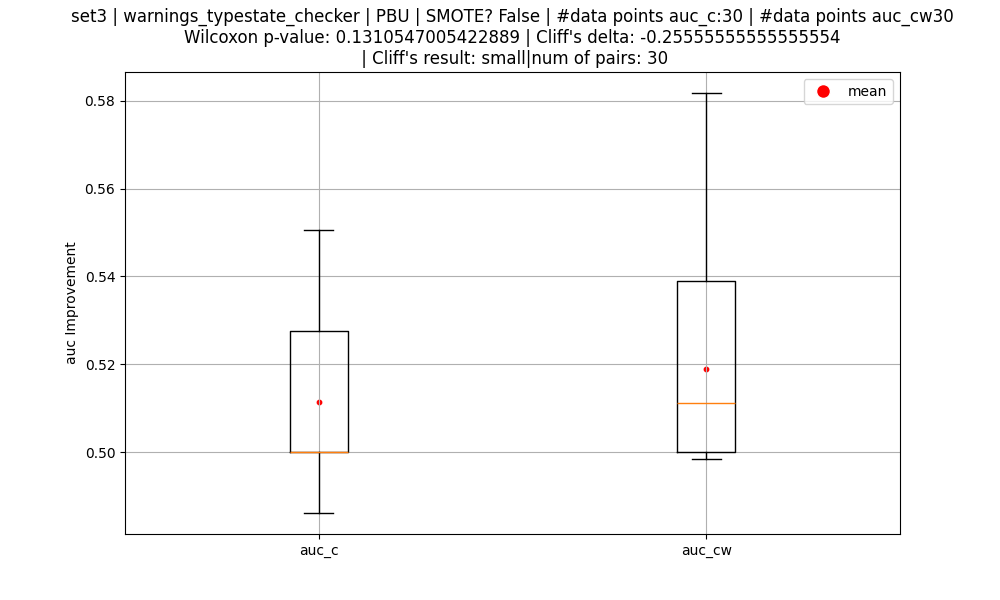 set3 | warnings_typestate_checker | PBU | SMOTE? False | #data points auc_c:30 | #data points auc_cw30
Wilcoxon p-value: 0.1310547005422889 | Cliff's delta: -0.25555555555555554
| Cliff's result: small|num of pairs: 30
mean
0.58
0.56
0.54
0.52
0.50
auc Improvement
auc_c
auc_cw